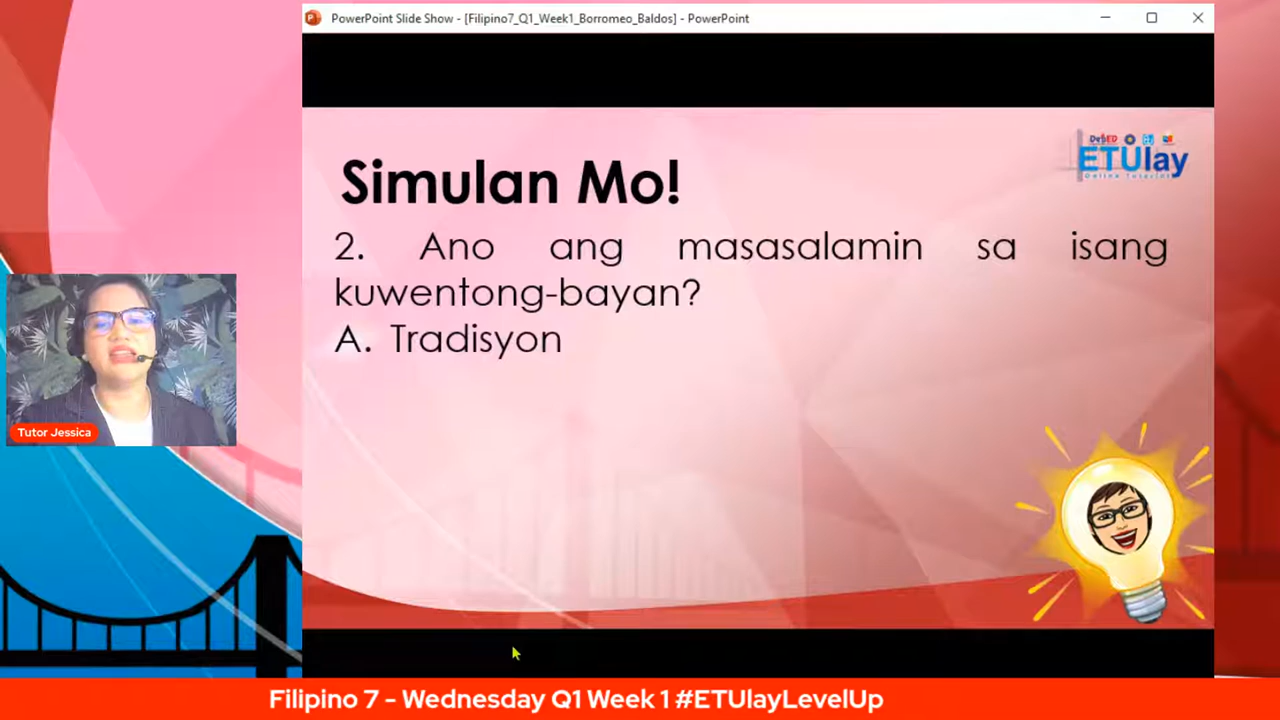 PowerPoint Slide Show - [Filipino7_Q1_Week1_Borromeo_Baldos] - PowerPoint
DepED
ETUlay
Simulan Mo!
2. Ano ang masasalamin sa isang
kuwentong-bayan?
A. Tradisyon
Tutor Jessica
Filipino 7 - Wednesday Q1 Week 1 #ETUlayLevelUp